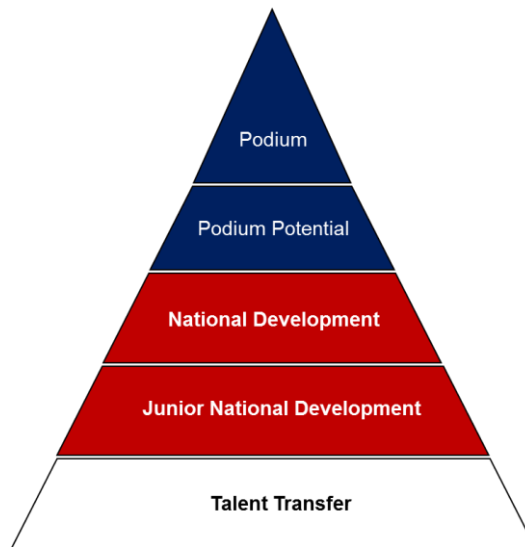 Podium
Podium Potential
National Development
Junior National Development
Talent Transfer